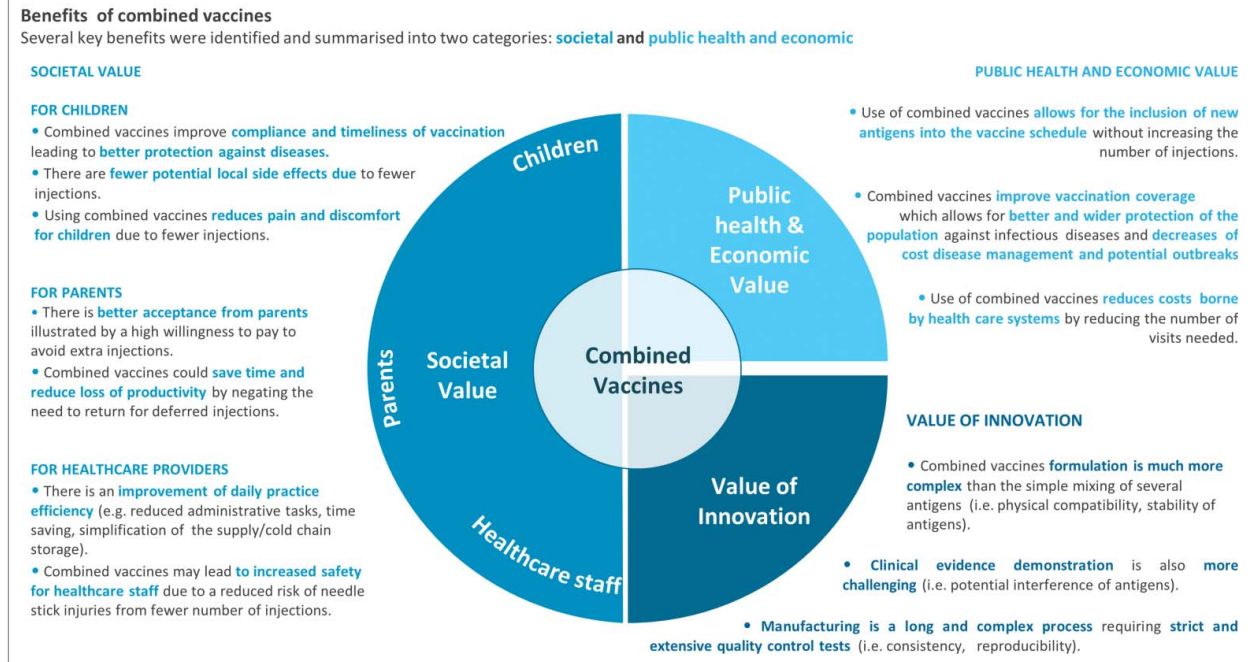 Benefits of combined vaccines
Several key benefits were identified and summarised into two categories: societal and public health and economic
SOCIETAL VALUE
FOR CHILDREN
• Combined vaccines improve compliance and timeliness of vaccination
leading to better protection against diseases.
• There are fewer potential local side effects due to fewer
injections.
• Using combined vaccines reduces pain and discomfort
for children due to fewer injections.
FOR PARENTS
• There is better acceptance from parents
illustrated by a high willingness to pay to
avoid extra injections.
• Combined vaccines could save time and
reduce loss of productivity by negating the
need to return for deferred injections.
FOR HEALTHCARE PROVIDERS
• There is an improvement of daily practice
efficiency (e.g. reduced administrative tasks, time
saving, simplification of the supply/cold chain
storage).
• Combined vaccines may lead to increased safety
for healthcare staff due to a reduced risk of needle
stick injuries from fewer number of injections.
Children
Parents
Healthcare staff
Societal
Value
Combined
Vaccines
Public
health &
Economic
Value
Value of
Innovation
PUBLIC HEALTH AND ECONOMIC VALUE
• Use of combined vaccines allows for the inclusion of new
antigens into the vaccine schedule without increasing the
number of injections.
• Combined vaccines improve vaccination coverage
which allows for better and wider protection of the
population against infectious diseases and decreases of
cost disease management and potential outbreaks
• Use of combined vaccines reduces costs borne
by health care systems by reducing the number of
visits needed.
VALUE OF INNOVATION
• Combined vaccines formulation is much more
complex than the simple mixing of several
antigens (i.e. physical compatibility, stability of
antigens).
• Clinical evidence demonstration is also more
challenging (i.e. potential interference of antigens).
• Manufacturing is a long and complex process requiring strict and
extensive quality control tests (i.e. consistency, reproducibility).